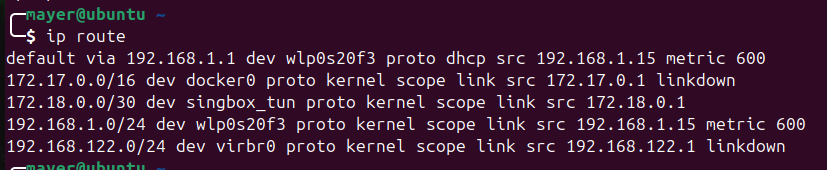 mayer@ubuntu ~
$ ip route
default via 192.168.1.1 dev wlp0s20f3 proto dhcp src 192.168.1.15 metric 600
172.17.0.0/16 dev docker0 proto kernel scope link src 172.17.0.1 linkdown
172.18.0.0/30 dev singbox_tun proto kernel scope link src 172.18.0.1
192.168.1.0/24 dev wlp0s20f3 proto kernel scope link src 192.168.1.15 metric 600
192.168.122.0/24 dev virbr0 proto kernel scope link src 192.168.122.1 linkdown
mayer@ubuntu ~